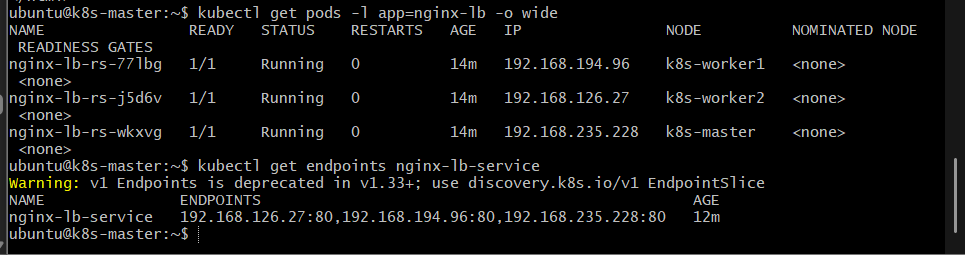 ubuntu@k8s-master:~$ kubectl get pods -l app=nginx-lb -o wide
NAME                READY   STATUS    RESTARTS   AGE   IP                NODE          NOMINATED NODE
 READINESS GATES
nginx-lb-rs-77lbg   1/1     Running   0          14m   192.168.194.96    k8s-worker1   <none>
 <none>
nginx-lb-rs-j5d6v   1/1     Running   0          14m   192.168.126.27    k8s-worker2   <none>
 <none>
nginx-lb-rs-wkxvg   1/1     Running   0          14m   192.168.235.228   k8s-master    <none>
 <none>
ubuntu@k8s-master:~$ kubectl get endpoints nginx-lb-service
Warning: v1 Endpoints is deprecated in v1.33+; use discovery.k8s.io/v1 EndpointSlice
NAME               ENDPOINTS                                                AGE
nginx-lb-service   192.168.126.27:80,192.168.194.96:80,192.168.235.228:80   12m
ubuntu@k8s-master:~$